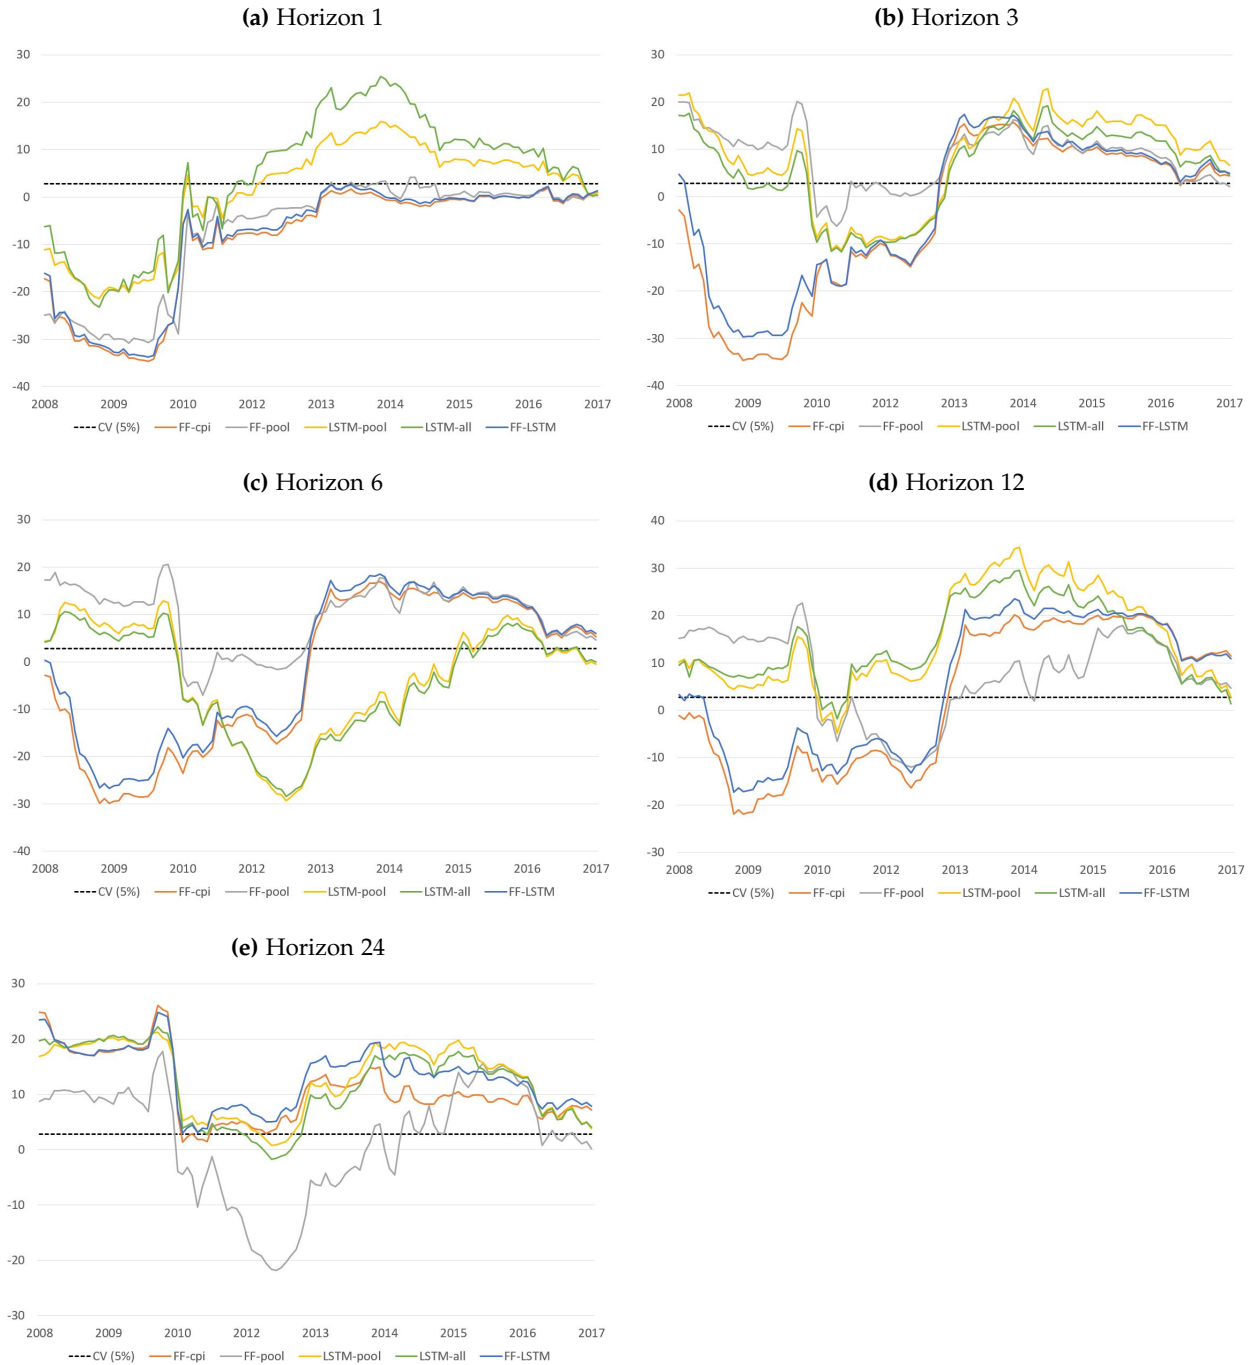 (a) Horizon 1
30
20
10
0
-10
-20
-30
-40
2008 2009 2010 2012 2013 2014 2015 2016 2017
CV (5%) FF-cpi FF-pool LSTM-pool LSTM-all FF-LSTM
(b) Horizon 3
30
20
10
0
-10
-20
-30
-40
2008 2009 2010 2012 2013 2014 2015 2016 2017
CV (5%) FF-cpi FF-pool LSTM-pool LSTM-all FF-LSTM
(c) Horizon 6
30
20
10
0
-10
-20
-30
-40
2008 2009 2010 2012 2013 2014 2015 2016 2017
CV (5%) FF-cpi FF-pool LSTM-pool LSTM-all FF-LSTM
(d) Horizon 12
40
30
20
10
0
-10
-20
-30
2008 2009 2010 2012 2013 2014 2015 2016 2017
CV (5%) FF-cpi FF-pool LSTM-pool LSTM-all FF-LSTM
(e) Horizon 24
30
20
10
0
-10
-20
-30
2008 2009 2010 2012 2013 2014 2015 2016 2017
CV (5%) FF-cpi FF-pool LSTM-pool LSTM-all FF-LSTM